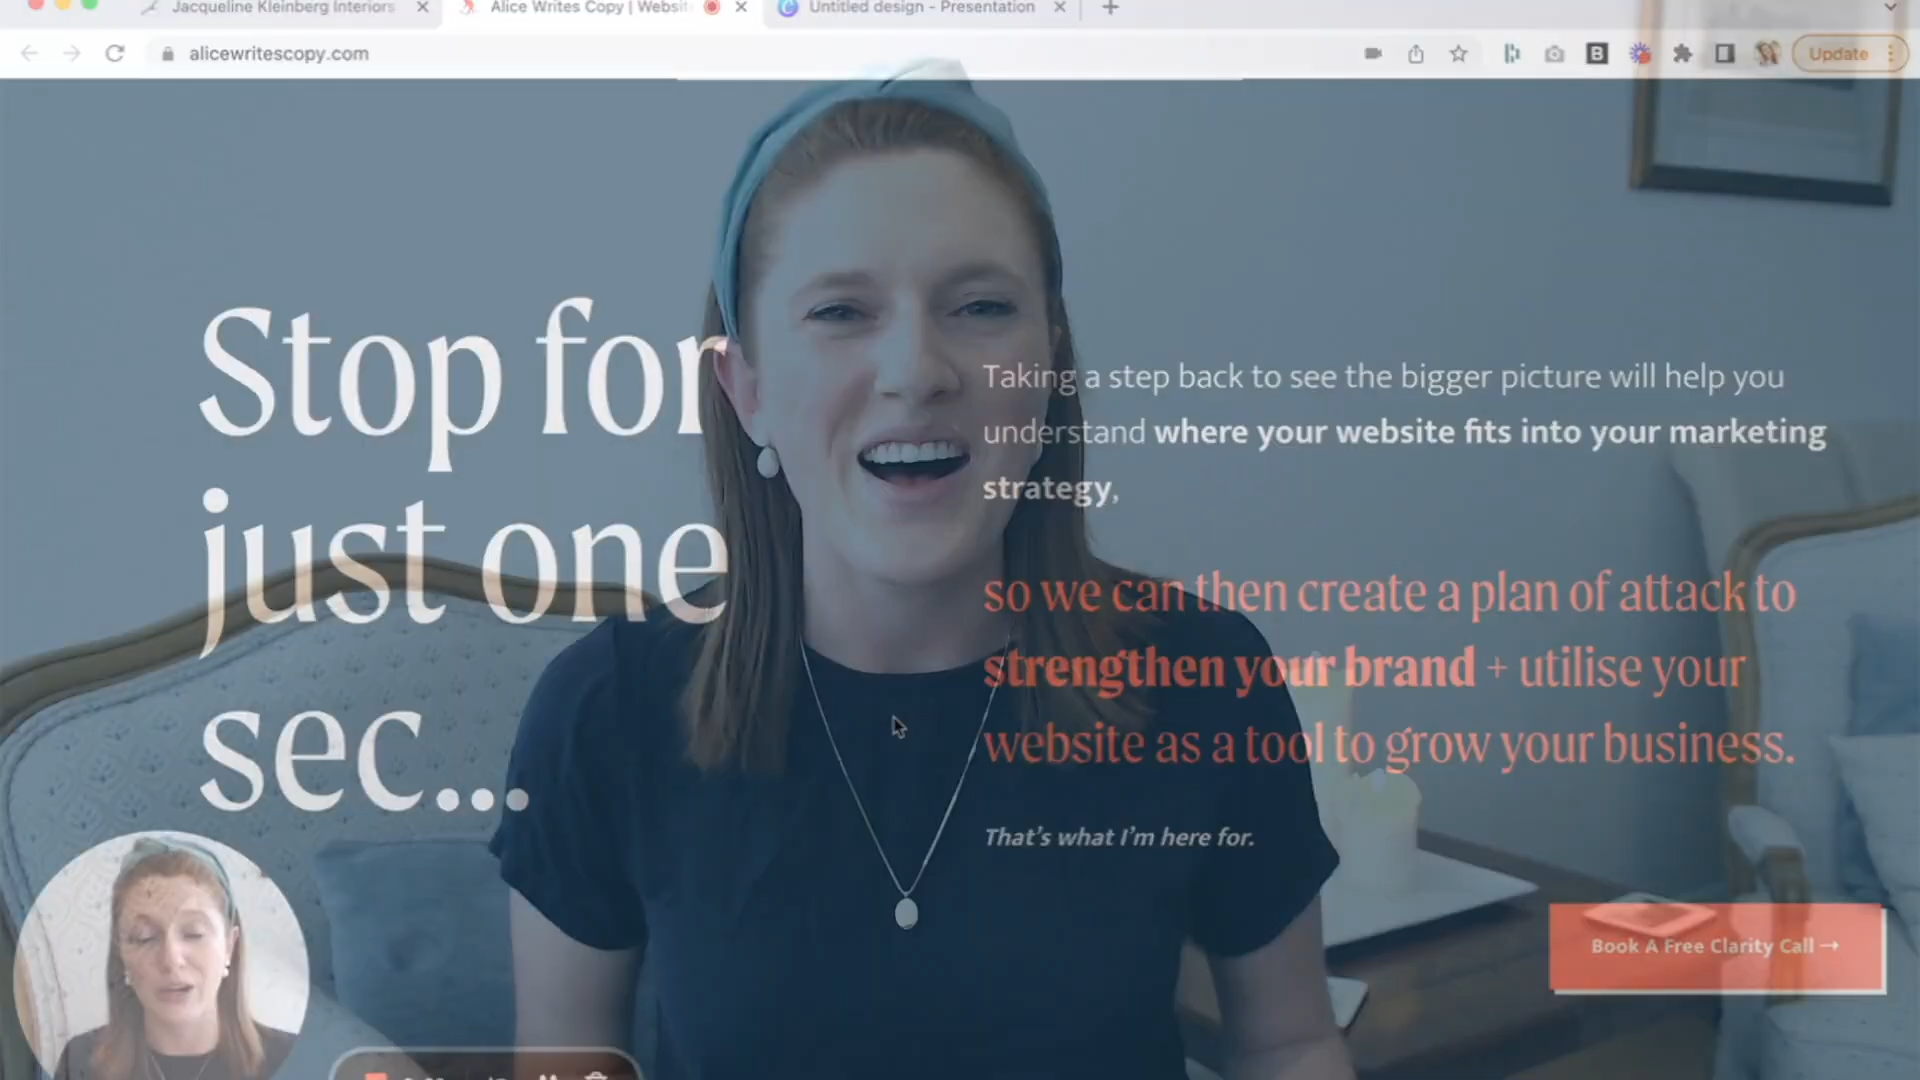 Jacqueline Kleinberg Interiors
Alice Writes Copy | Websit
Untitled design - Presentation
alicewritescopy.com
Update
Stop for
just one
sec...
Taking a step back to see the bigger picture will help you
understand where your website fits into your marketing
strategy,
so we can then create a plan of attack to
strengthen your brand + utilise your
website as a tool to grow your business.
That's what I'm here for.
Book A Free Clarity Call →